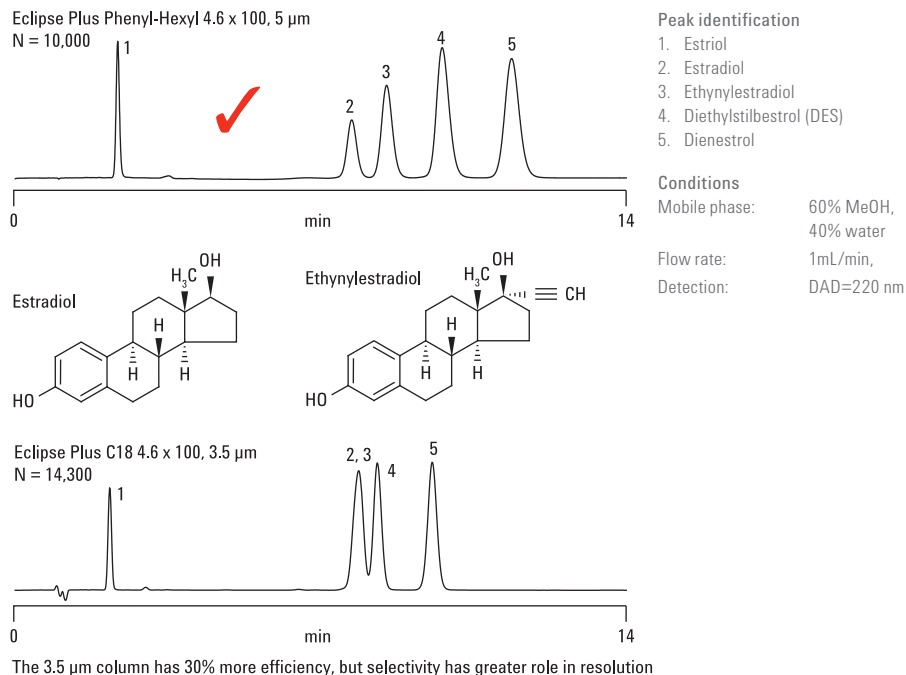 Eclipse Plus Phenyl-Hexyl 4.6 x 100, 5 µm
N = 10,000
1
2
3
4
5
0
min
14
Peak identification
1. Estriol
2. Estradiol
3. Ethynylestradiol
4. Diethylstilbestrol (DES)
5. Dienestrol
Conditions
Mobile phase: 60% MeOH,
40% water
Flow rate: 1mL/min,
Detection: DAD=220 nm
Estradiol
H3C
OH
H
H
H
HO
Ethynylestradiol
H3C
OH
CH
H
H
H
HO
Eclipse Plus C18 4.6 x 100, 3.5 µm
N = 14,300
1
2, 3
4
5
0
min
14
The 3.5 µm column has 30% more efficiency, but selectivity has greater role in resolution